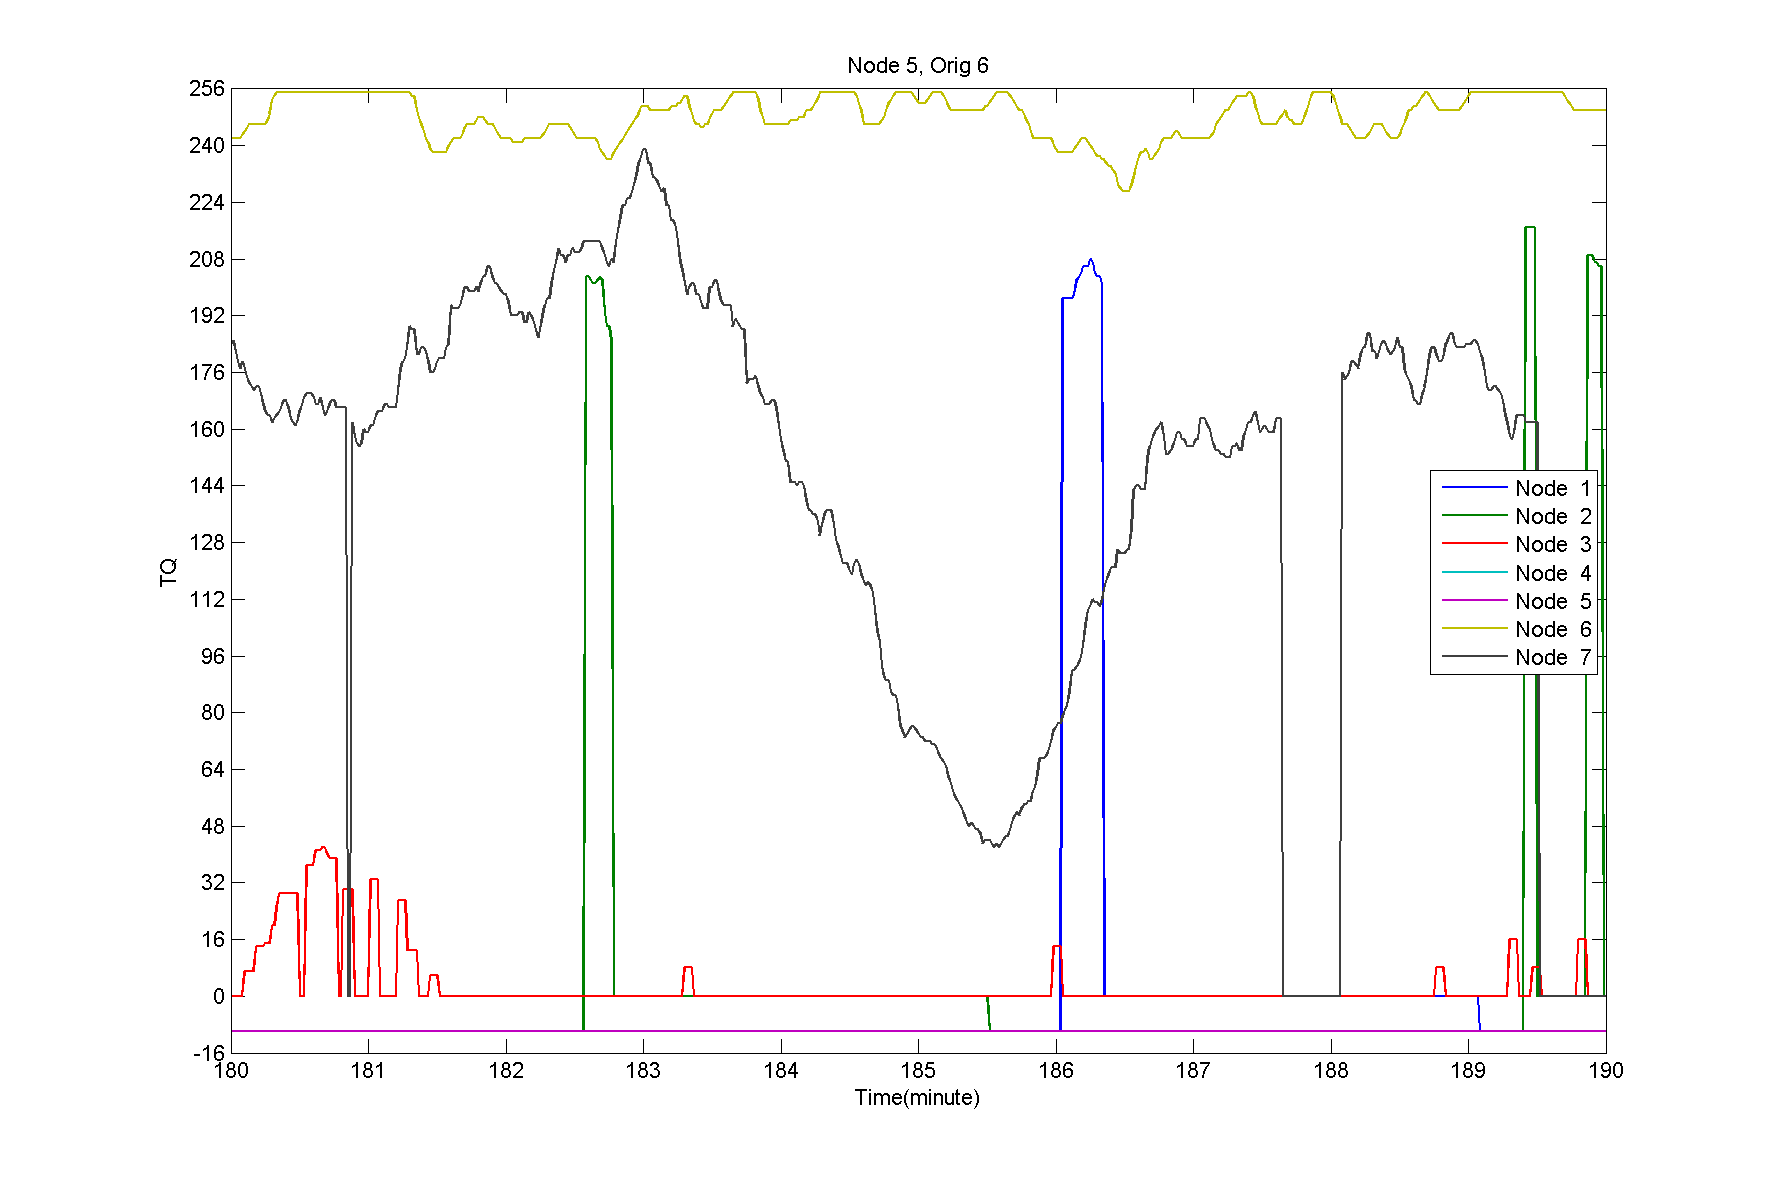 Node 5, Orig 6
256
240
224
208
192
176
160
144
128
112
96
80
64
48
32
16
0
-16
TQ
Node 1
Node 2
Node 3
Node 4
Node 5
Node 6
Node 7
180 181 182 183 184 185 186 187 188 189 190
Time(minute)